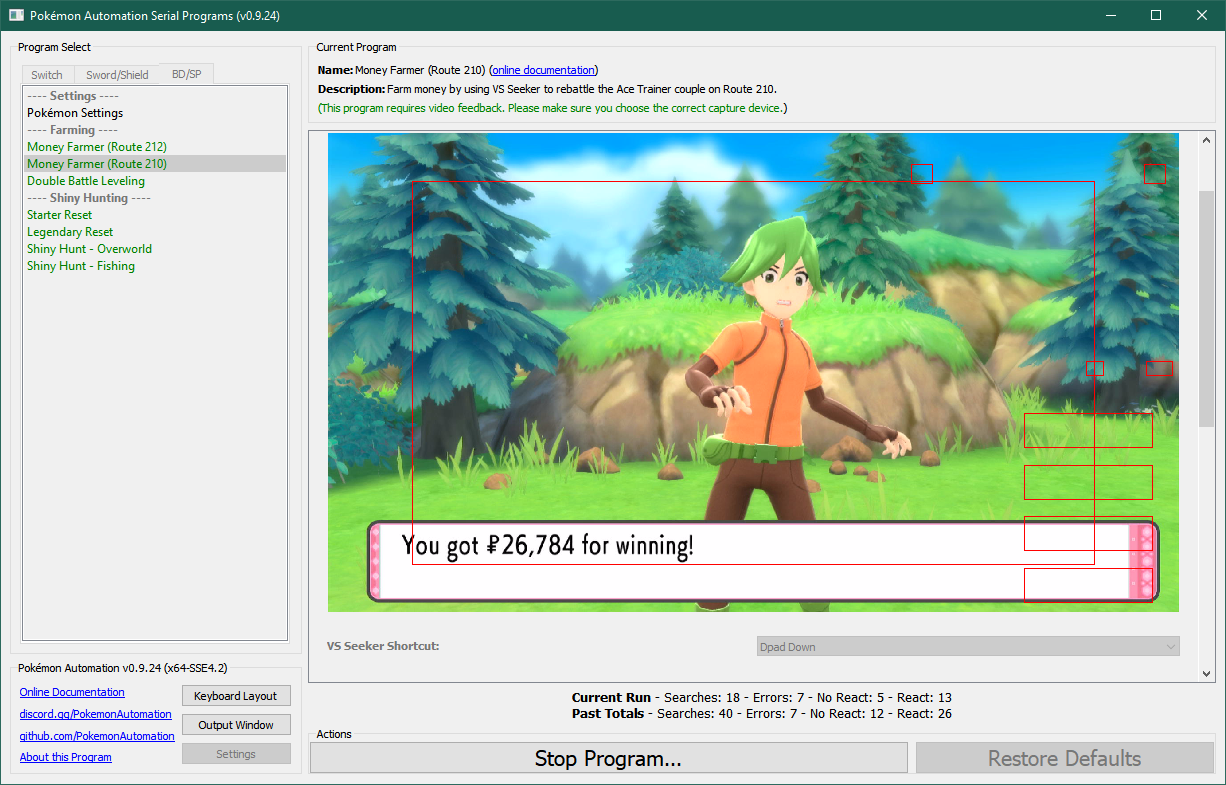 Pokémon Automation Serial Programs (v0.9.24)
Program Select
Switch
Sword/Shield
BD/SP
---- Settings ----
Pokémon Settings
---- Farming ----
Money Farmer (Route 212)
Money Farmer (Route 210)
Double Battle Leveling
---- Shiny Hunting ----
Starter Reset
Legendary Reset
Shiny Hunt - Overworld
Shiny Hunt - Fishing
Pokémon Automation v0.9.24 (x64-SSE4.2)
Online Documentation
discord.gg/PokemonAutomation
github.com/PokemonAutomation
About this Program
Keyboard Layout
Output Window
Settings
Current Program
Name: Money Farmer (Route 210) (online documentation)
Description: Farm money by using VS Seeker to rebattle the Ace Trainer couple on Route 210.
(This program requires video feedback. Please make sure you choose the correct capture device.)
You got ₽26,784 for winning!
VS Seeker Shortcut:
Dpad Down
Current Run - Searches: 18 - Errors: 7 - No React: 5 - React: 13
Past Totals - Searches: 40 - Errors: 7 - No React: 12 - React: 26
Actions
Stop Program...
Restore Defaults